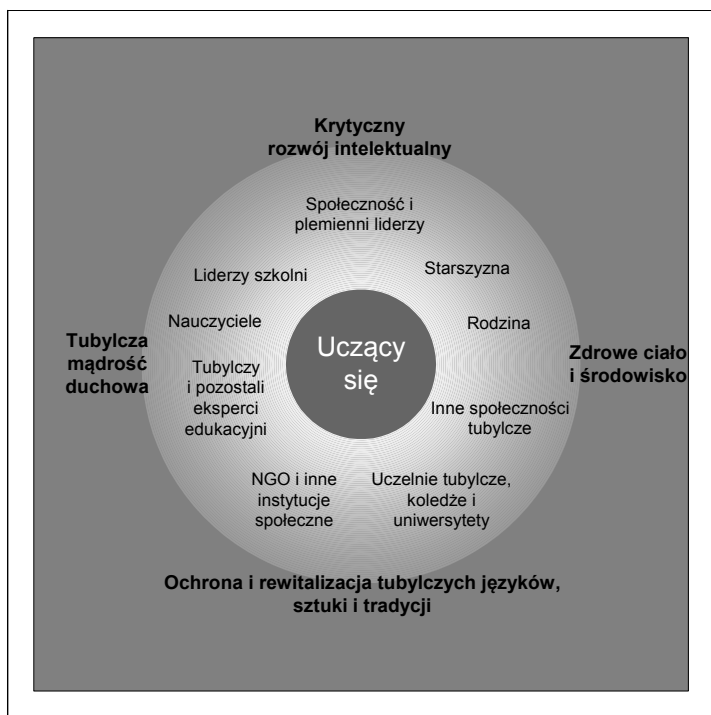 Krytyczny
rozwój intelektualny
Społeczność i
plemienni liderzy
Liderzy szkolni
Starszyzna
Nauczyciele
Rodzina
Tubylcza
mądrość
duchowa
Uczący
się
Zdrowe ciało
i środowisko
Tubylczy
i pozostali
eksperci
edukacyjni
Inne społeczności
tubylcze
NGO i inne
instytucje
społeczne
Uczelnie tubylcze,
koledże i
uniwersytety
Ochrona i rewitalizacja tubylczych języków,
sztuki i tradycji